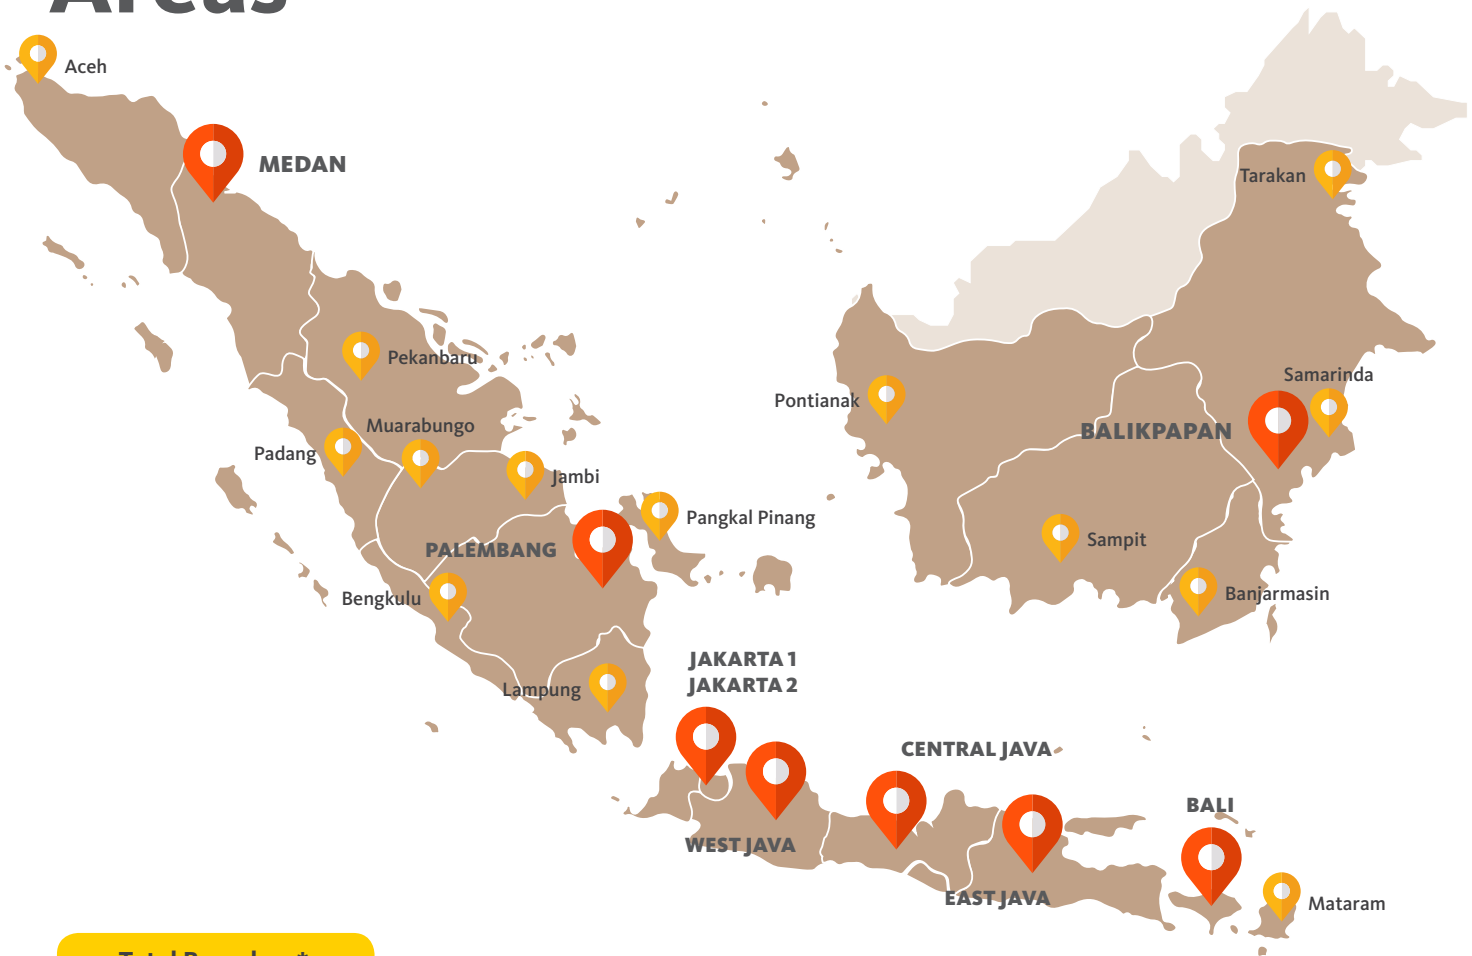 Areas
Aceh
MEDAN
Tarakan
Pekanbaru
Samarinda
Pontianak
Muarabungo
BALIKPAPAN
Padang
Jambi
Pangkal Pinang
PALEMBANG
Sampit
Bengkulu
Banjarmasin
JAKARTA 1
JAKARTA 2
Lampung
CENTRAL JAVA
BALI
WEST JAVA
EAST JAVA
Mataram